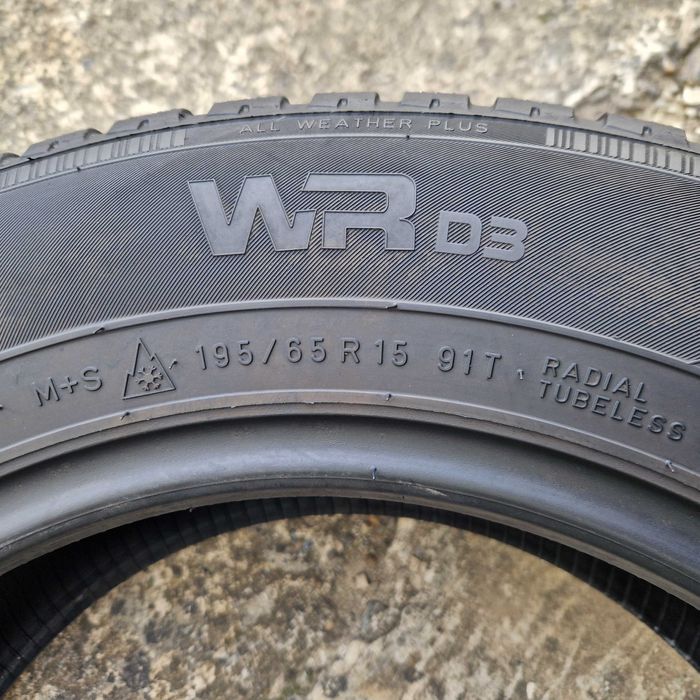 ALL WEATHER PLUS
WR D3
M+S 195/65 R 15 91T RADIAL
TUBELESS